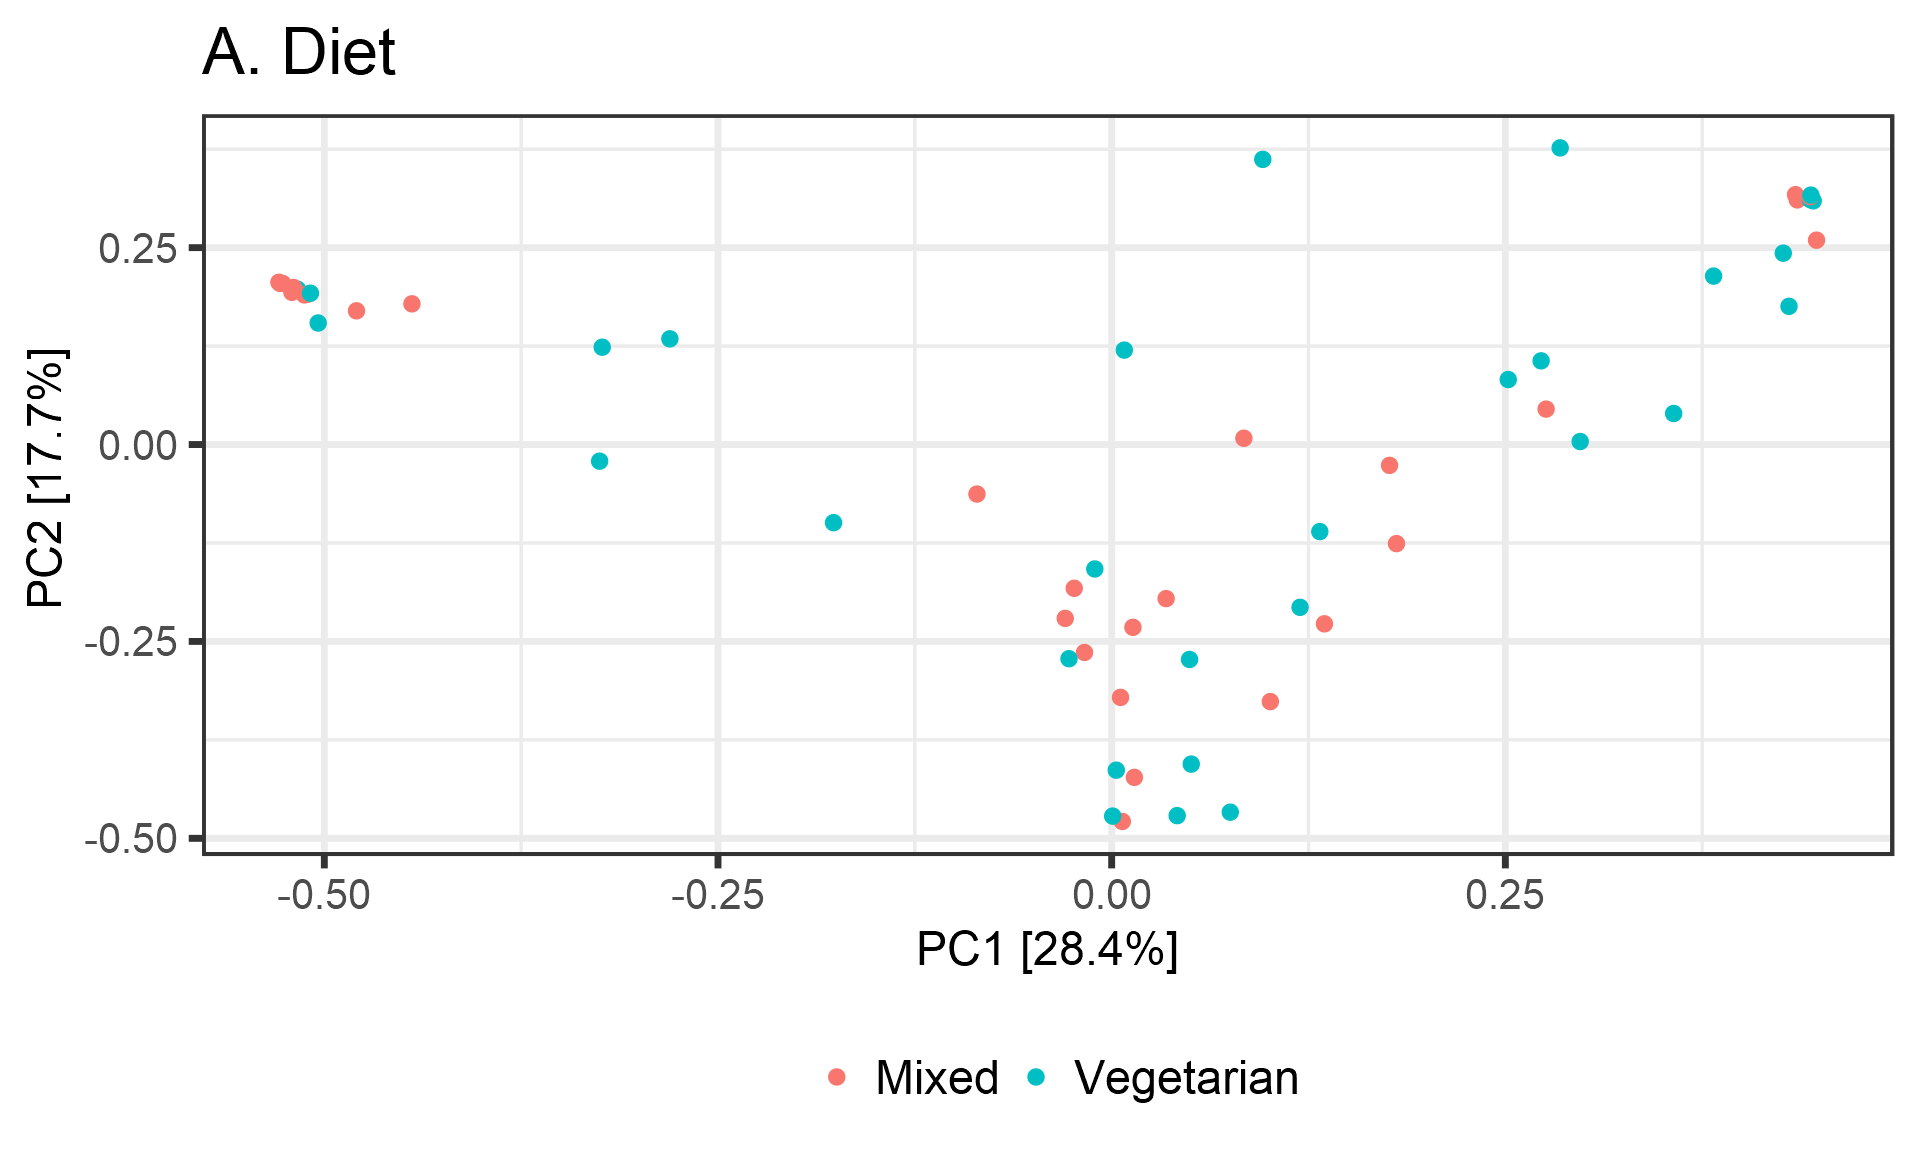 A. Diet
PC2 [17.7%]
0.25
0.00
-0.25
-0.50
-0.50 -0.25 0.00 0.25
PC1 [28.4%]
Mixed Vegetarian